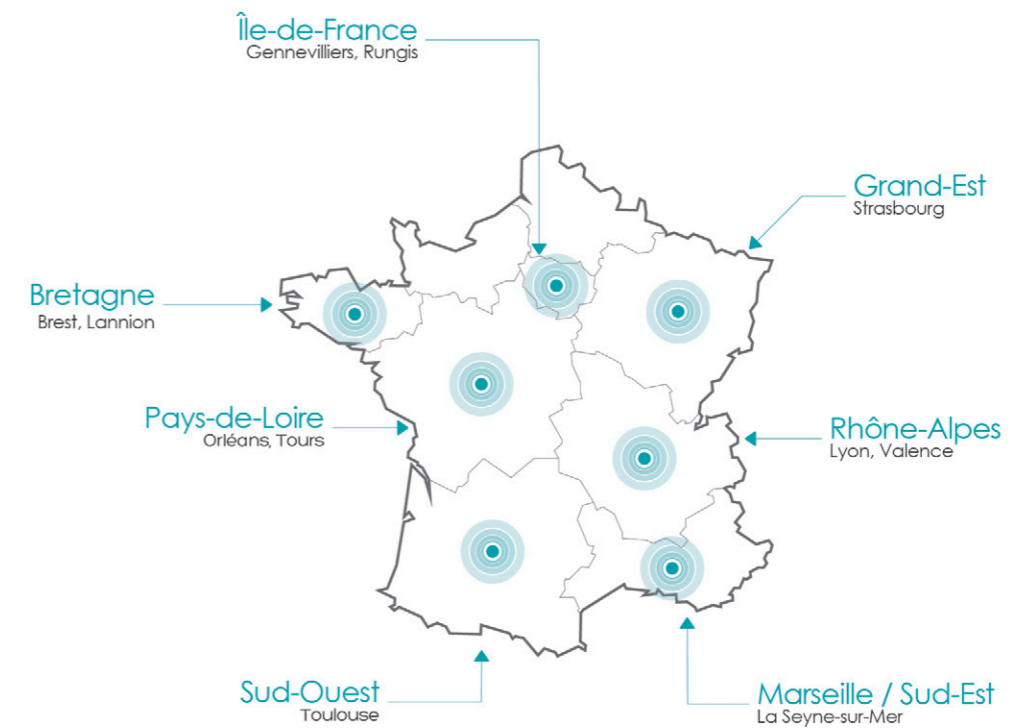 Île-de-France
Gennevilliers, Rungis
Grand-Est
Strasbourg
Bretagne
Brest, Lannion
Pays-de-Loire
Orléans, Tours
Rhône-Alpes
Lyon, Valence
Sud-Ouest
Toulouse
Marseille / Sud-Est
La Seyne-sur-Mer